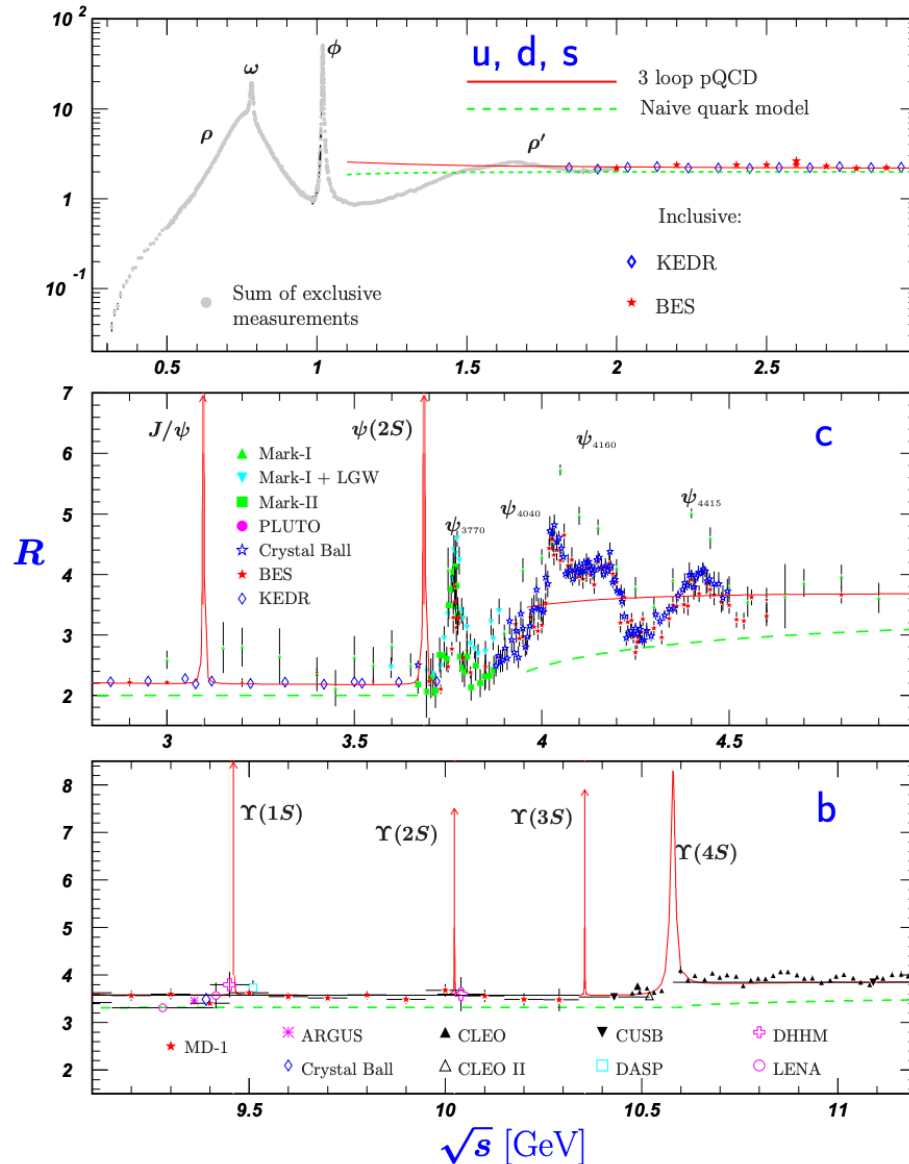 10 ²
u, d, s
ϕ
ω
3 loop pQCD
10
Naive quark model
ρ
ρ′
1
Inclusive:
10 ⁻¹
KEDR
Sum of exclusive
measurements
BES
0.5 1 1.5 2 2.5
7
J/ψ
ψ(2S)
c
6
Mark-I
ψ₄₁₆₀
Mark-I + LGW
5
Mark-II
ψ₃₇₇₀
ψ₄₀₄₀
ψ₄₄₁₅
PLUTO
R
4
Crystal Ball
BES
3
KEDR
2
3 3.5 4 4.5
8
b
Υ(1S)
Υ(2S)
Υ(3S)
Υ(4S)
7
6
5
4
3
MD-1
ARGUS
CLEO
CUSB
DHHM
Crystal Ball
CLEO II
DASP
LENA
2
9.5 10 10.5 11
√s [GeV]